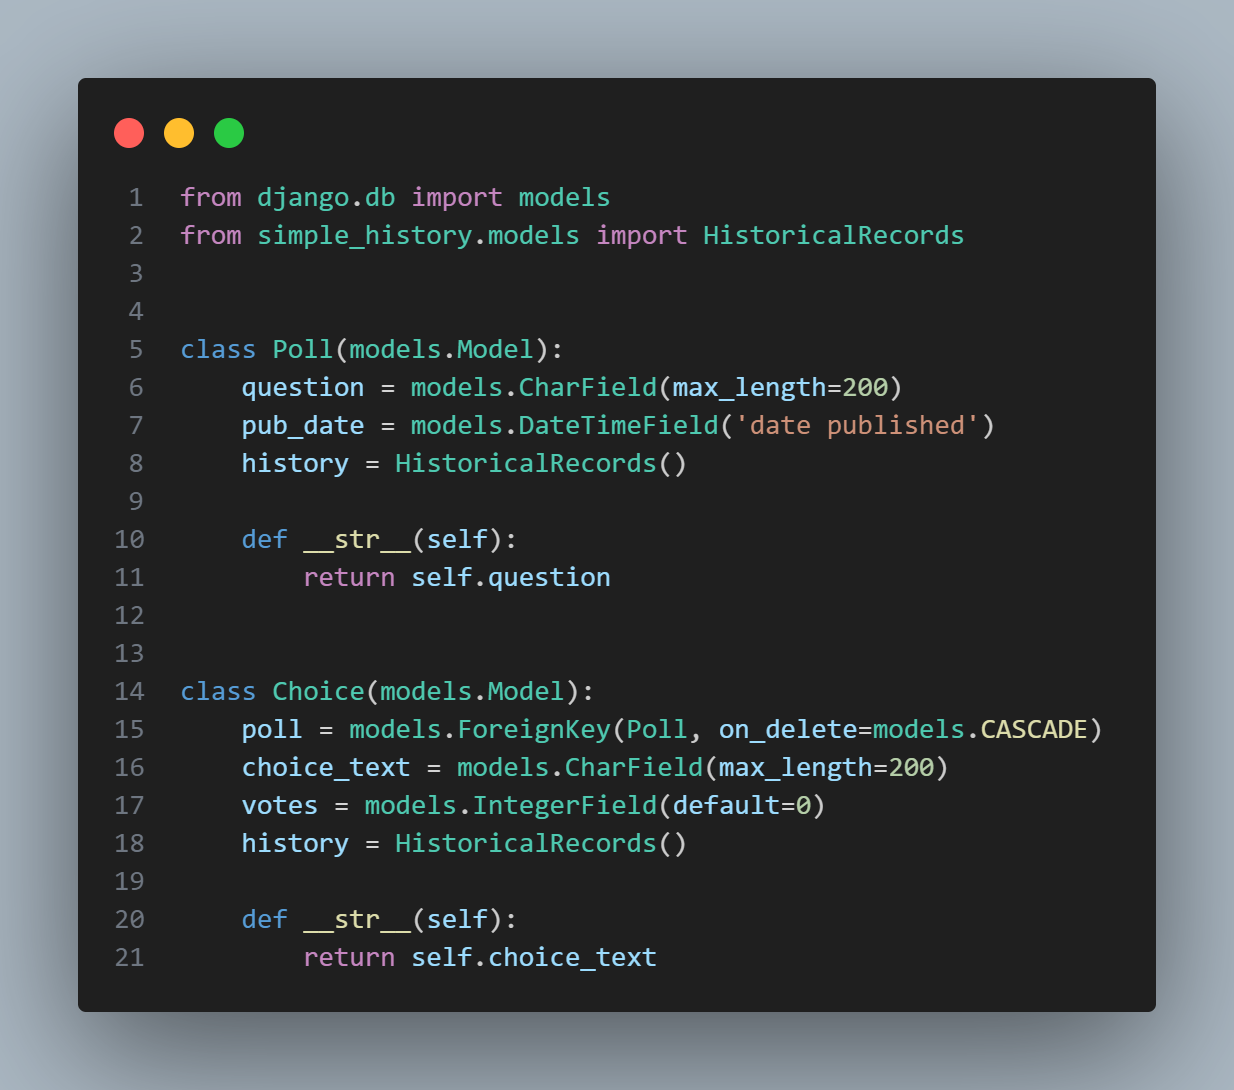 1 from django.db import models
2 from simple_history.models import HistoricalRecords
3
4
5 class Poll(models.Model):
6     question = models.CharField(max_length=200)
7     pub_date = models.DateTimeField('date published')
8     history = HistoricalRecords()
9
10     def __str__(self):
11         return self.question
12
13
14 class Choice(models.Model):
15     poll = models.ForeignKey(Poll, on_delete=models.CASCADE)
16     choice_text = models.CharField(max_length=200)
17     votes = models.IntegerField(default=0)
18     history = HistoricalRecords()
19
20     def __str__(self):
21         return self.choice_text